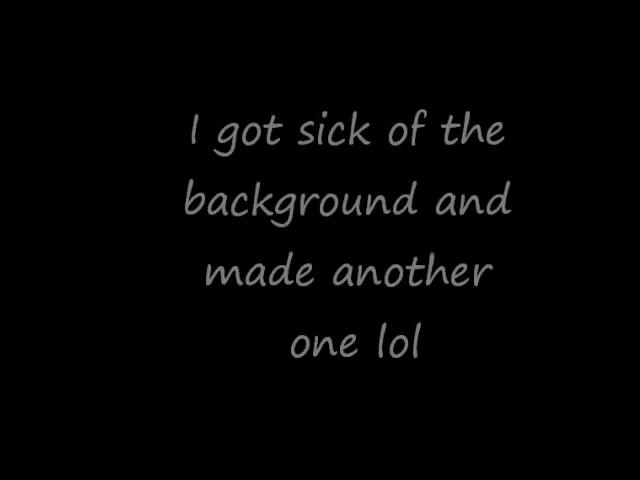 I got sick of the
background and
made another
one lol